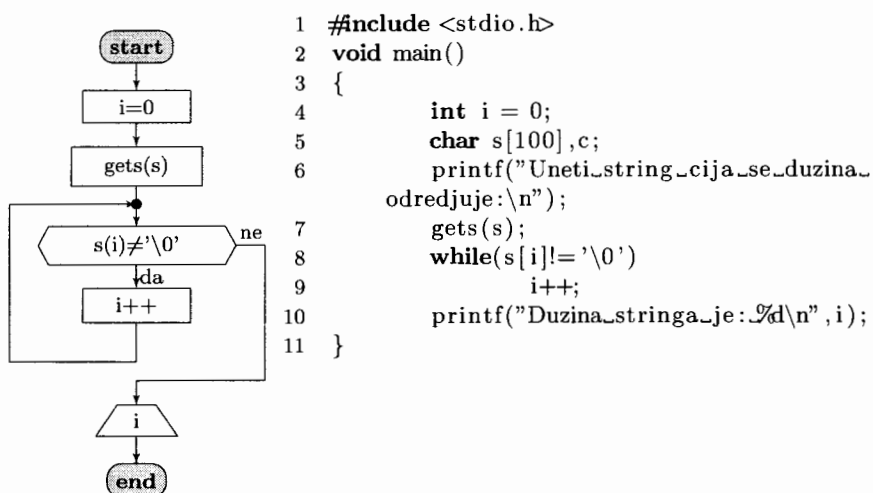 start
i=0
gets(s)
s(i)≠'\0'
ne
da
i++
i
end
1 #include <stdio.h>
2 void main()
3 {
4 int i = 0;
5 char s[100],c;
6 printf("Uneti␣string␣cija␣se␣duzina␣
odredjuje:\n");
7 gets(s);
8 while(s[i]!='\0')
9 i++;
10 printf("Duzina␣stringa␣je:␣%d\n",i);
11 }